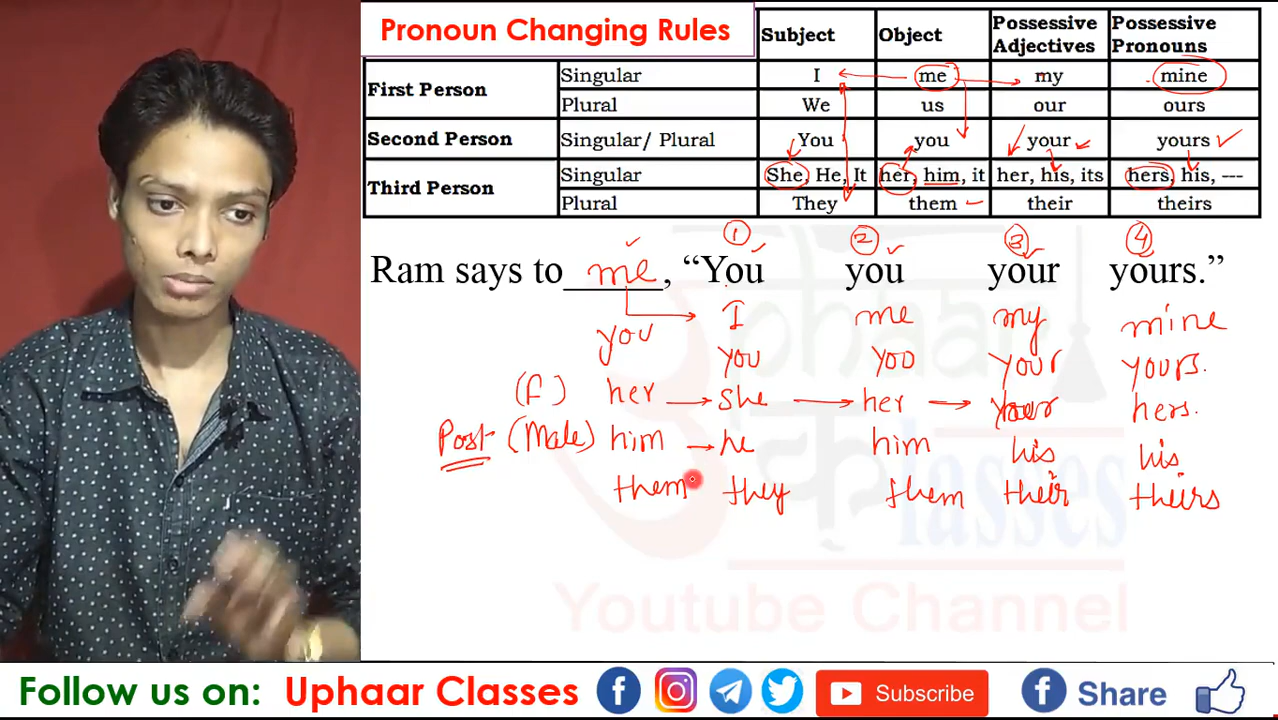 Pronoun Changing Rules
Subject Object Possessive Adjectives Possessive Pronouns
First Person Singular I me my mine
Plural We us our ours
Second Person Singular/ Plural You you your yours
Third Person Singular She, He, It her, him, it her, his, its hers, his, ---
Plural They them their theirs
1 2 3 4
Ram says to me, “You you your yours.”
you I me my mine
you you your yours.
(F) her she her hers.
Post (Male) him he him his his
them they them their theirs
uphaar
classes
Youtube Channel
Follow us on: Uphaar Classes Subscribe Share